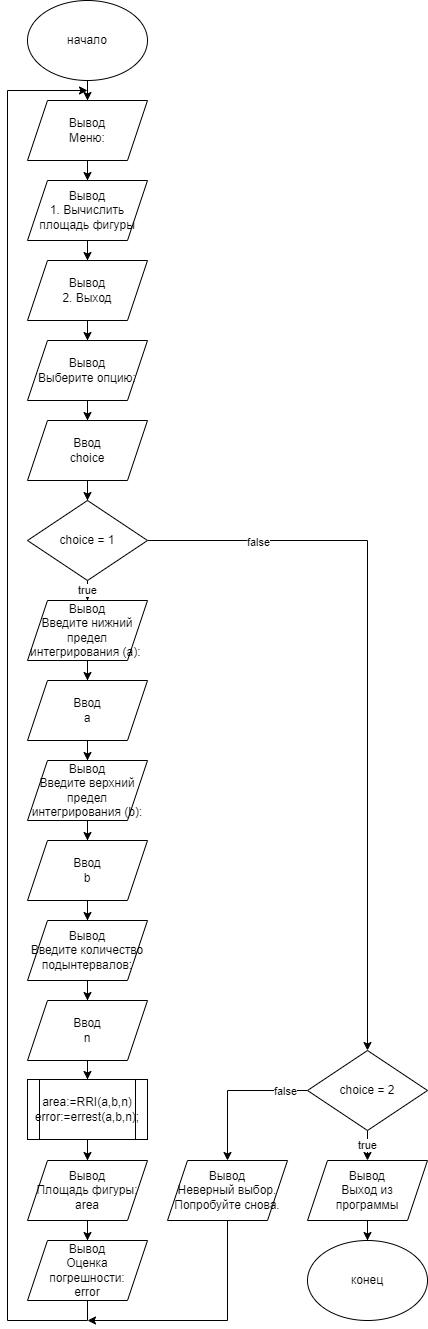 начало
Вывод
Меню:
Вывод
1. Вычислить
площадь фигуры
Вывод
2. Выход
Вывод
Выберите опцию:
Ввод
choice
choice = 1
false
true
Вывод
Введите нижний
предел
интегрирования (a):
Ввод
a
Вывод
Введите верхний
предел
интегрирования (b):
Ввод
b
Вывод
Введите количество
подынтервалов:
Ввод
n
area:=RRI(a,b,n)
error:=errest(a,b,n);
Вывод
Площадь фигуры:
area
Вывод
Оценка
погрешности:
error
choice = 2
false
true
Вывод
Неверный выбор.
Попробуйте снова.
Вывод
Выход из
программы
конец